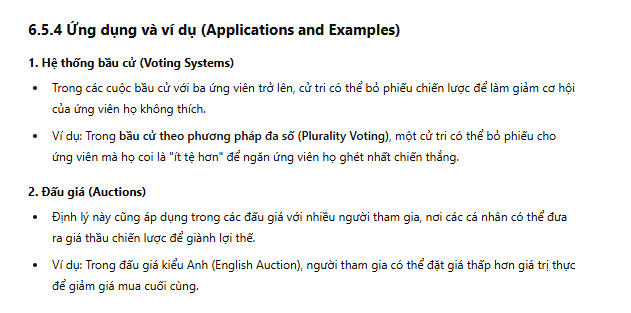 6.5.4 Ứng dụng và ví dụ (Applications and Examples)
1. Hệ thống bầu cử (Voting Systems)
• Trong các cuộc bầu cử với ba ứng viên trở lên, cử tri có thể bỏ phiếu chiến lược để làm giảm cơ hội
của ứng viên họ không thích.
• Ví dụ: Trong bầu cử theo phương pháp đa số (Plurality Voting), một cử tri có thể bỏ phiếu cho
ứng viên mà họ coi là "ít tệ hơn" để ngăn ứng viên họ ghét nhất chiến thắng.
2. Đấu giá (Auctions)
• Định lý này cũng áp dụng trong các đấu giá với nhiều người tham gia, nơi các cá nhân có thể đưa
ra giá thầu chiến lược để giành lợi thế.
• Ví dụ: Trong đấu giá kiểu Anh (English Auction), người tham gia có thể đặt giá thấp hơn giá trị thực
để giảm giá mua cuối cùng.